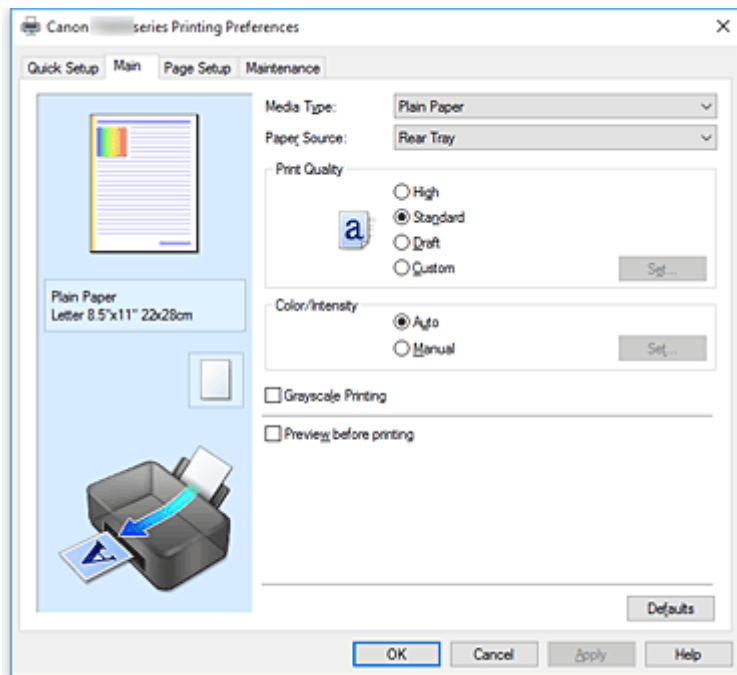 Canon series Printing Preferences
Quick Setup Main Page Setup Maintenance
Media Type: Plain Paper
Paper Source: Rear Tray
Print Quality
High
a Standard
Draft
Custom Set...
Plain Paper
Letter 8.5"x11" 22x28cm
Color/Intensity
Auto
Manual Set...
Grayscale Printing
Preview before printing
A
Defaults
OK Cancel Apply Help